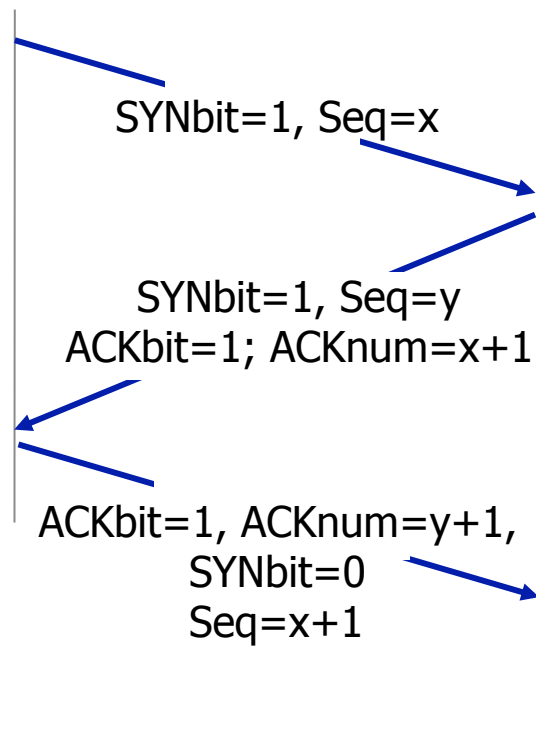 SYNbit=1, Seq=x
SYNbit=1, Seq=y
ACKbit=1; ACKnum=x+1
ACKbit=1, ACKnum=y+1,
SYNbit=0
Seq=x+1